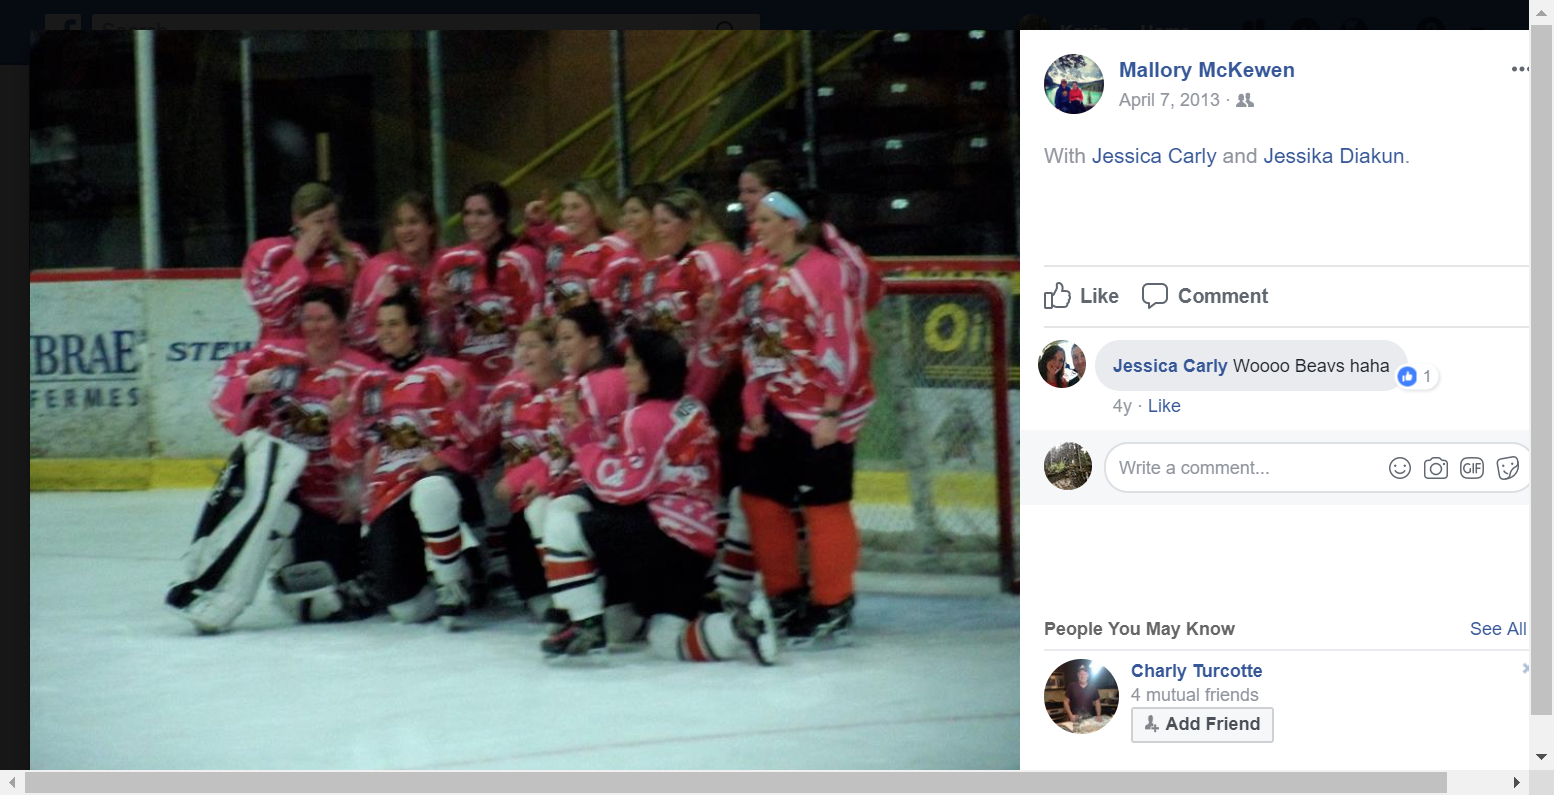 Search
Mallory McKewen
April 7, 2013 ·
With Jessica Carly and Jessika Diakun.
Like
Comment
Jessica Carly Woooo Beavs haha
1
4y · Like
Write a comment...
GIF
People You May Know
See All
Charly Turcotte
4 mutual friends
Add Friend
BRAE
FERMES
STEW
Oil
4